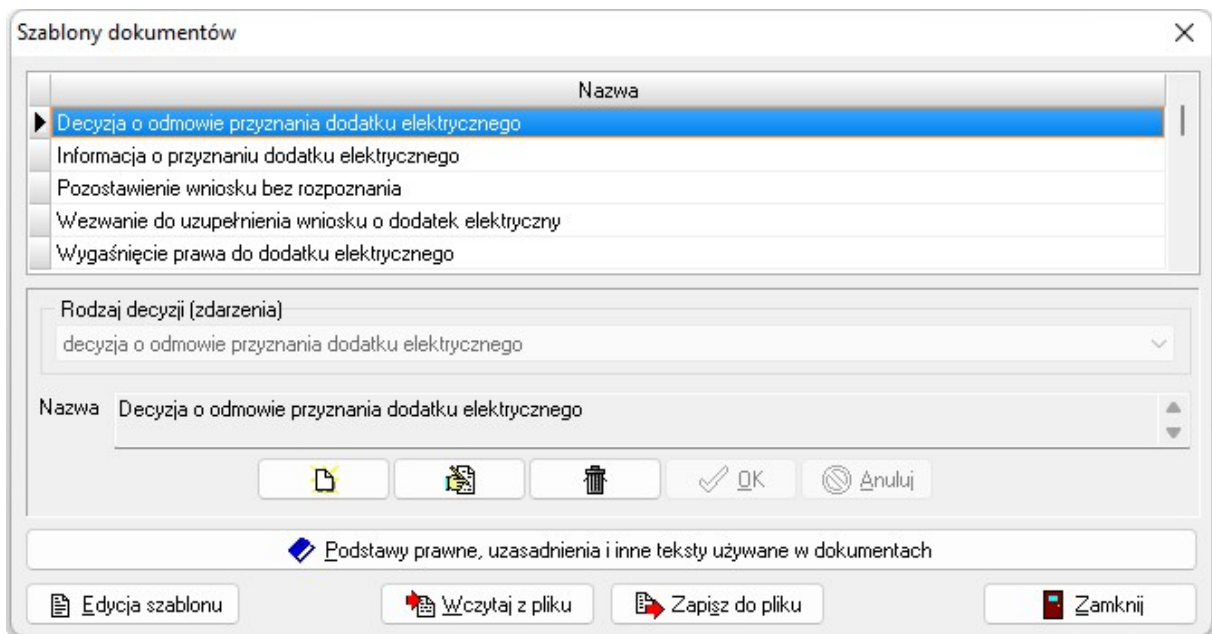 Szablony dokumentów
Nazwa
Decyzja o odmowie przyznania dodatku elektrycznego
Informacja o przyznaniu dodatku elektrycznego
Pozostawienie wniosku bez rozpoznania
Wezwanie do uzupełnienia wniosku o dodatek elektryczny
Wygaśnięcie prawa do dodatku elektrycznego
Rodzaj decyzji (zdarzenia)
decyzja o odmowie przyznania dodatku elektrycznego
Nazwa Decyzja o odmowie przyznania dodatku elektrycznego
OK Anuluj
Podstawy prawne, uzasadnienia i inne teksty używane w dokumentach
Edycja szablonu Wczytaj z pliku Zapisz do pliku Zamknij